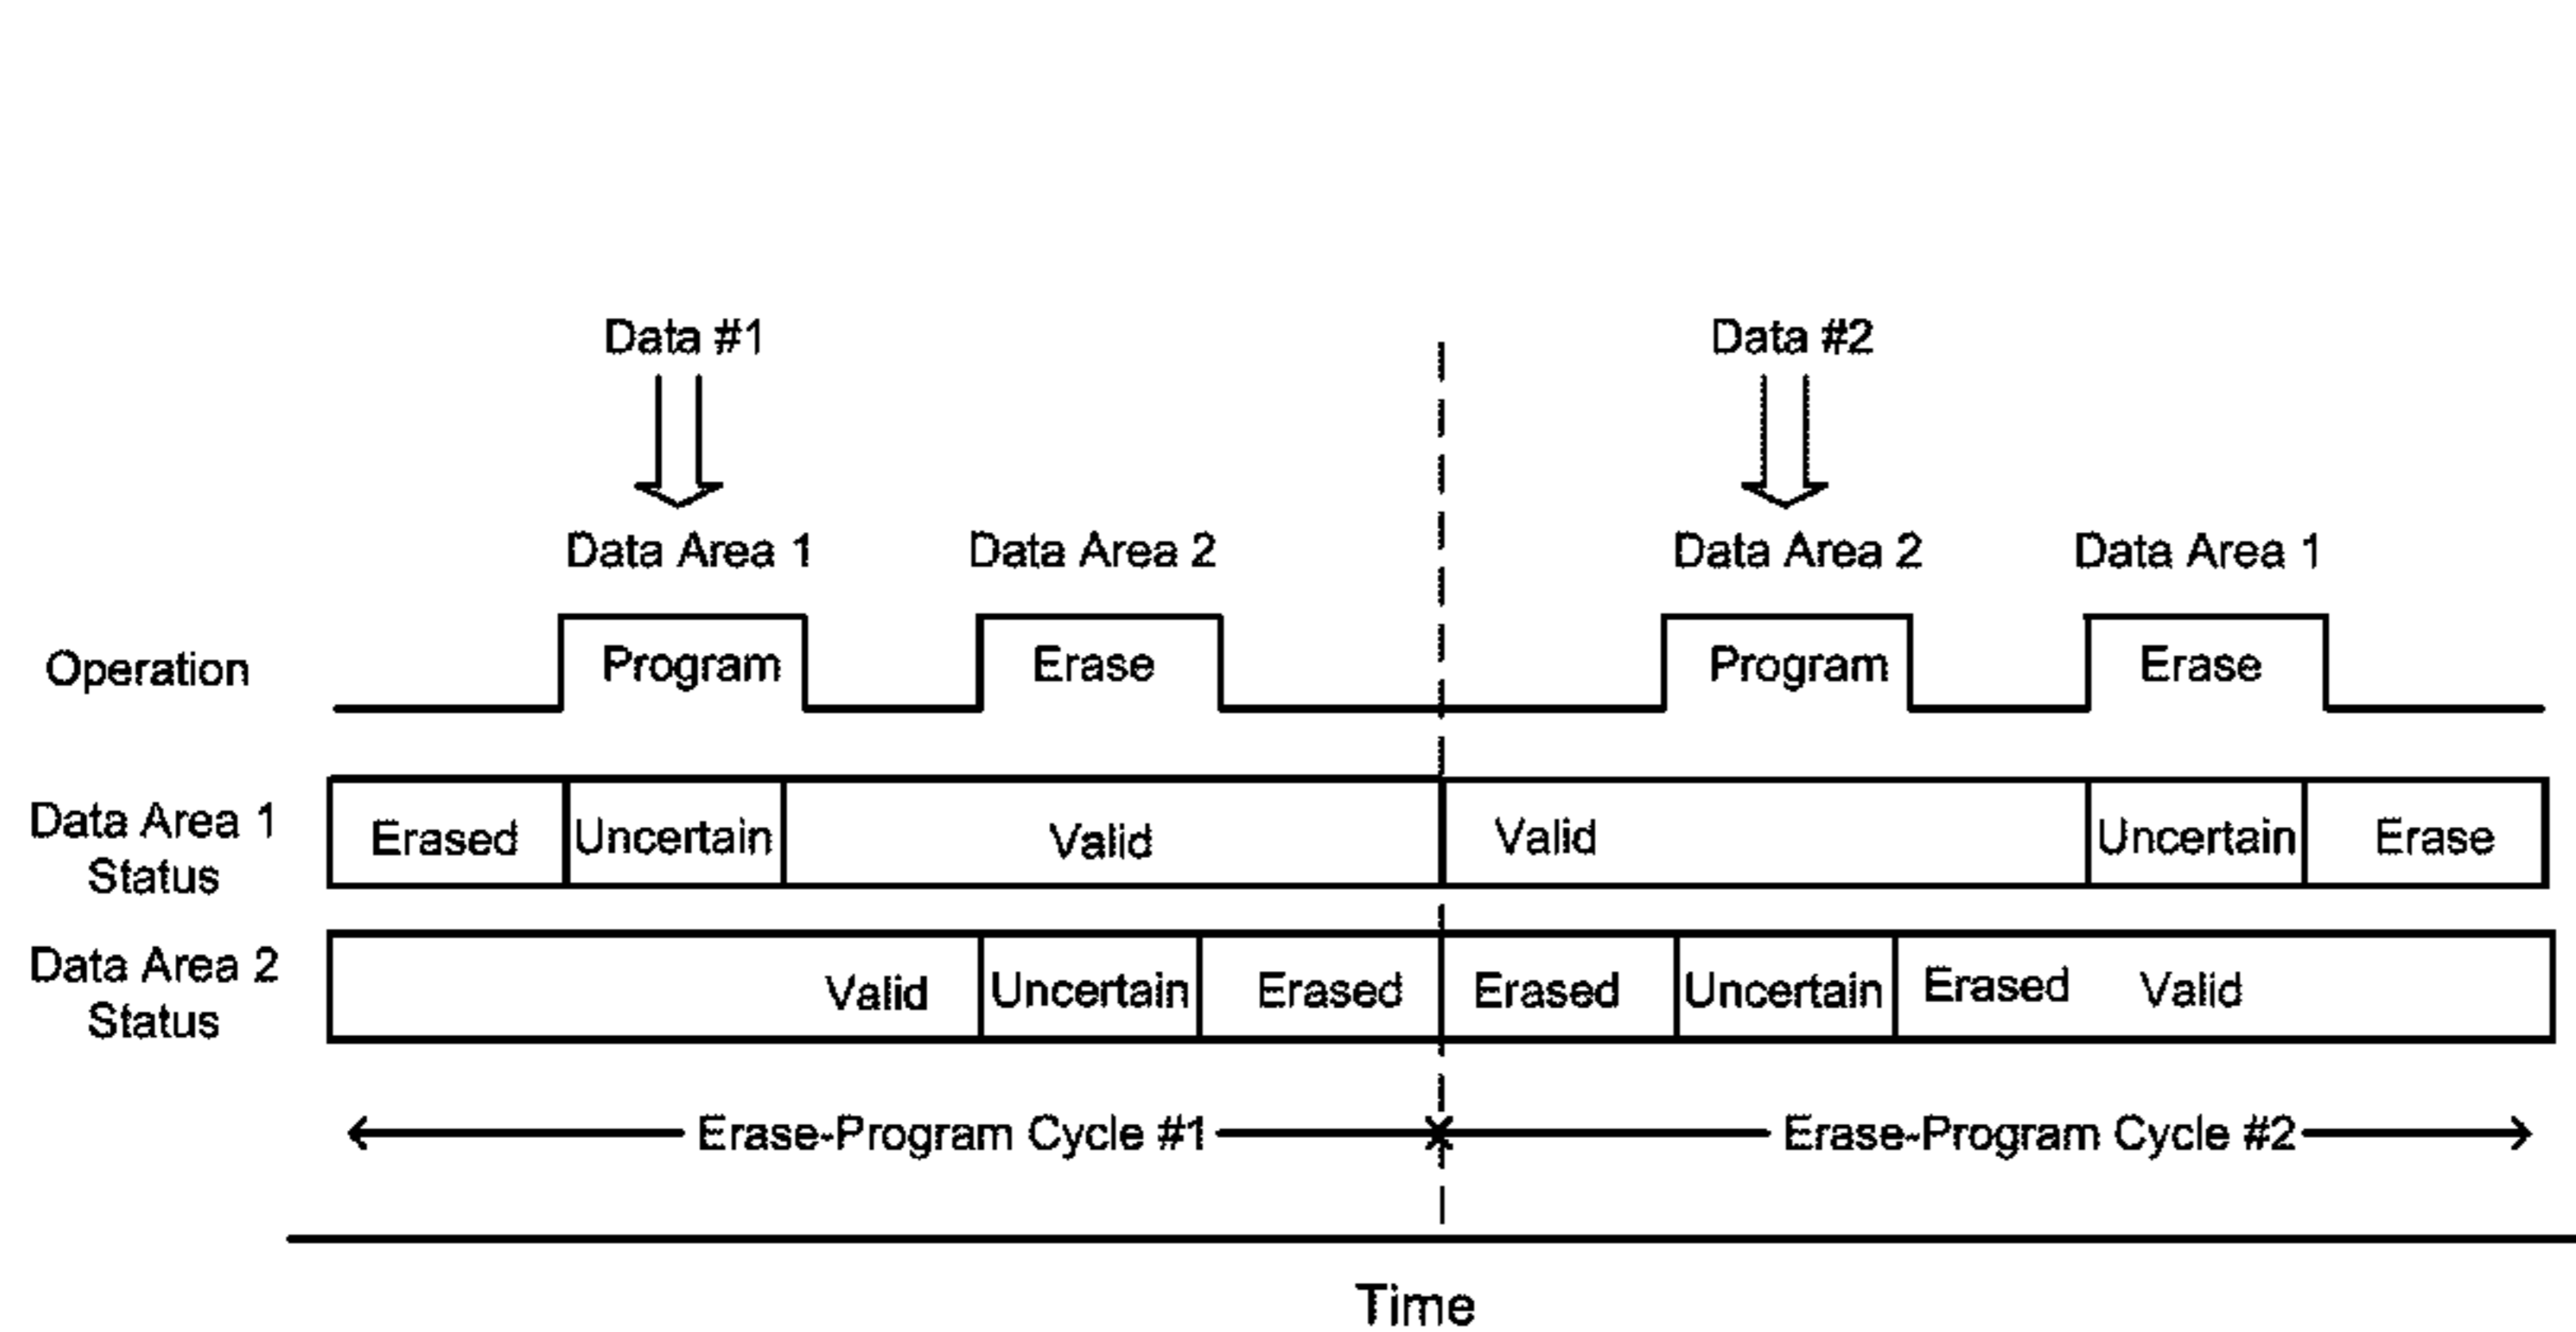 Data #1 Data #2
Data Area 1 Data Area 2 Data Area 2 Data Area 1
Operation Program Erase Program Erase
Data Area 1
Status
Erased Uncertain Valid Valid Uncertain Erase
Data Area 2
Status
Valid Uncertain Erased Erased Uncertain Erased Valid
Erase-Program Cycle #1 Erase-Program Cycle #2
Time